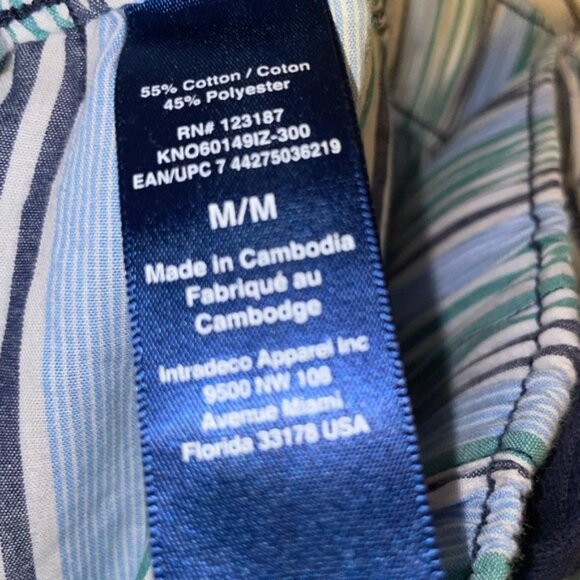 55% Cotton / Coton
45% Polyester
RN# 123187
KNO60149IZ-300
EAN/UPC 7 44275036219
M/M
Made in Cambodia
Fabriqué au
Cambodge
Intradeco Apparel Inc
9500 NW 108
Avenue Miami
Florida 33178 USA